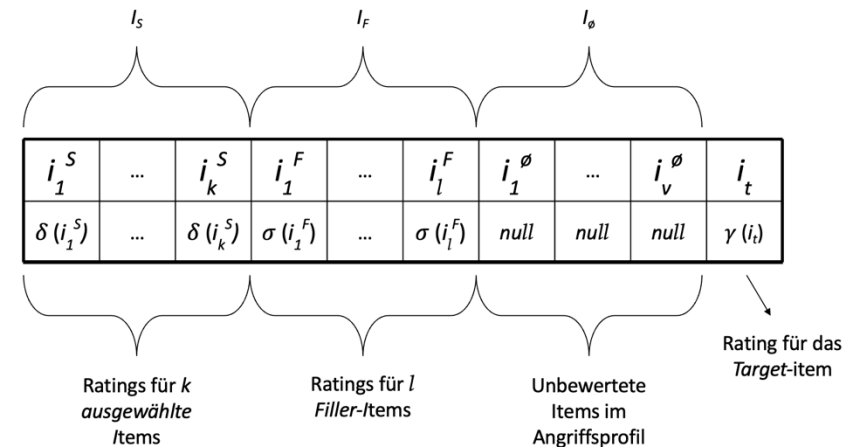 I_S I_F I_ø
i_1^S ... i_k^S i_1^F ... i_l^F i_1^ø ... i_v^ø i_t
δ (i_1^S) ... δ (i_k^S) σ (i_1^F) ... σ (i_l^F) null null null γ (i_t)
Ratings für k
ausgewählte
Items
Ratings für l
Filler-Items
Unbewertete
Items im
Angriffsprofil
Rating für das
Target-item